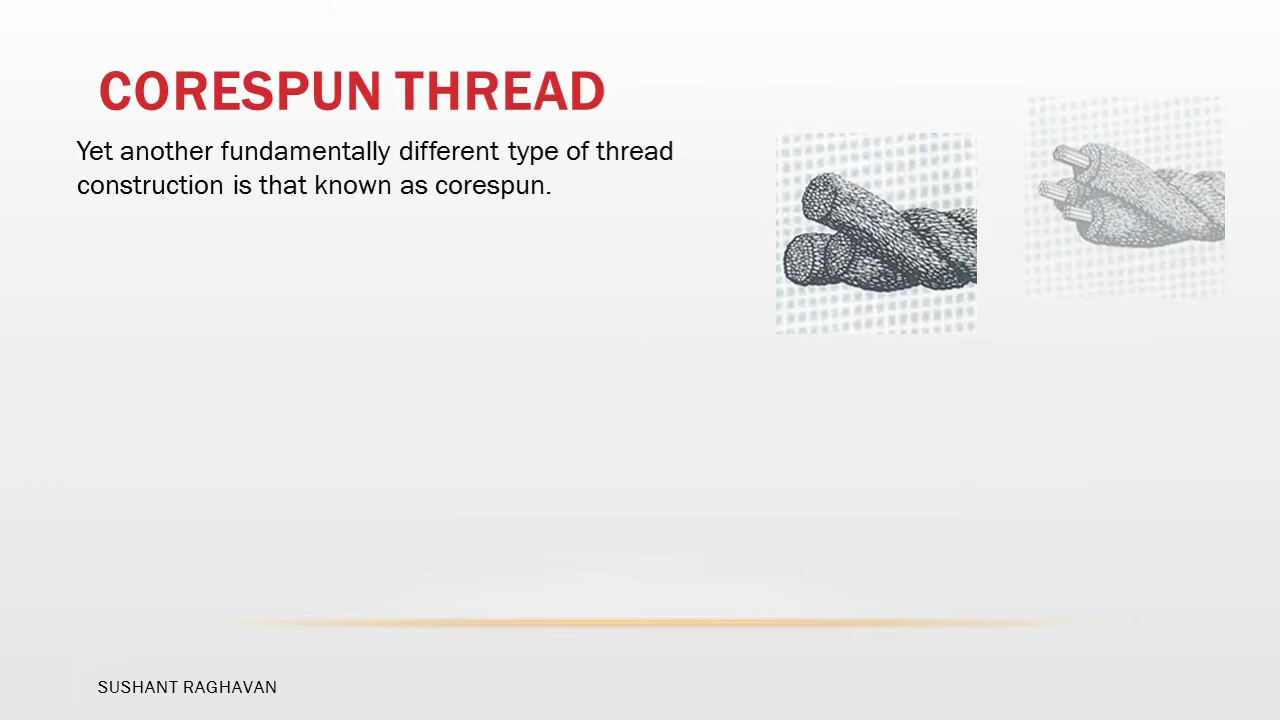 CORESPUN THREAD
Yet another fundamentally different type of thread
construction is that known as corespun.
SUSHANT RAGHAVAN